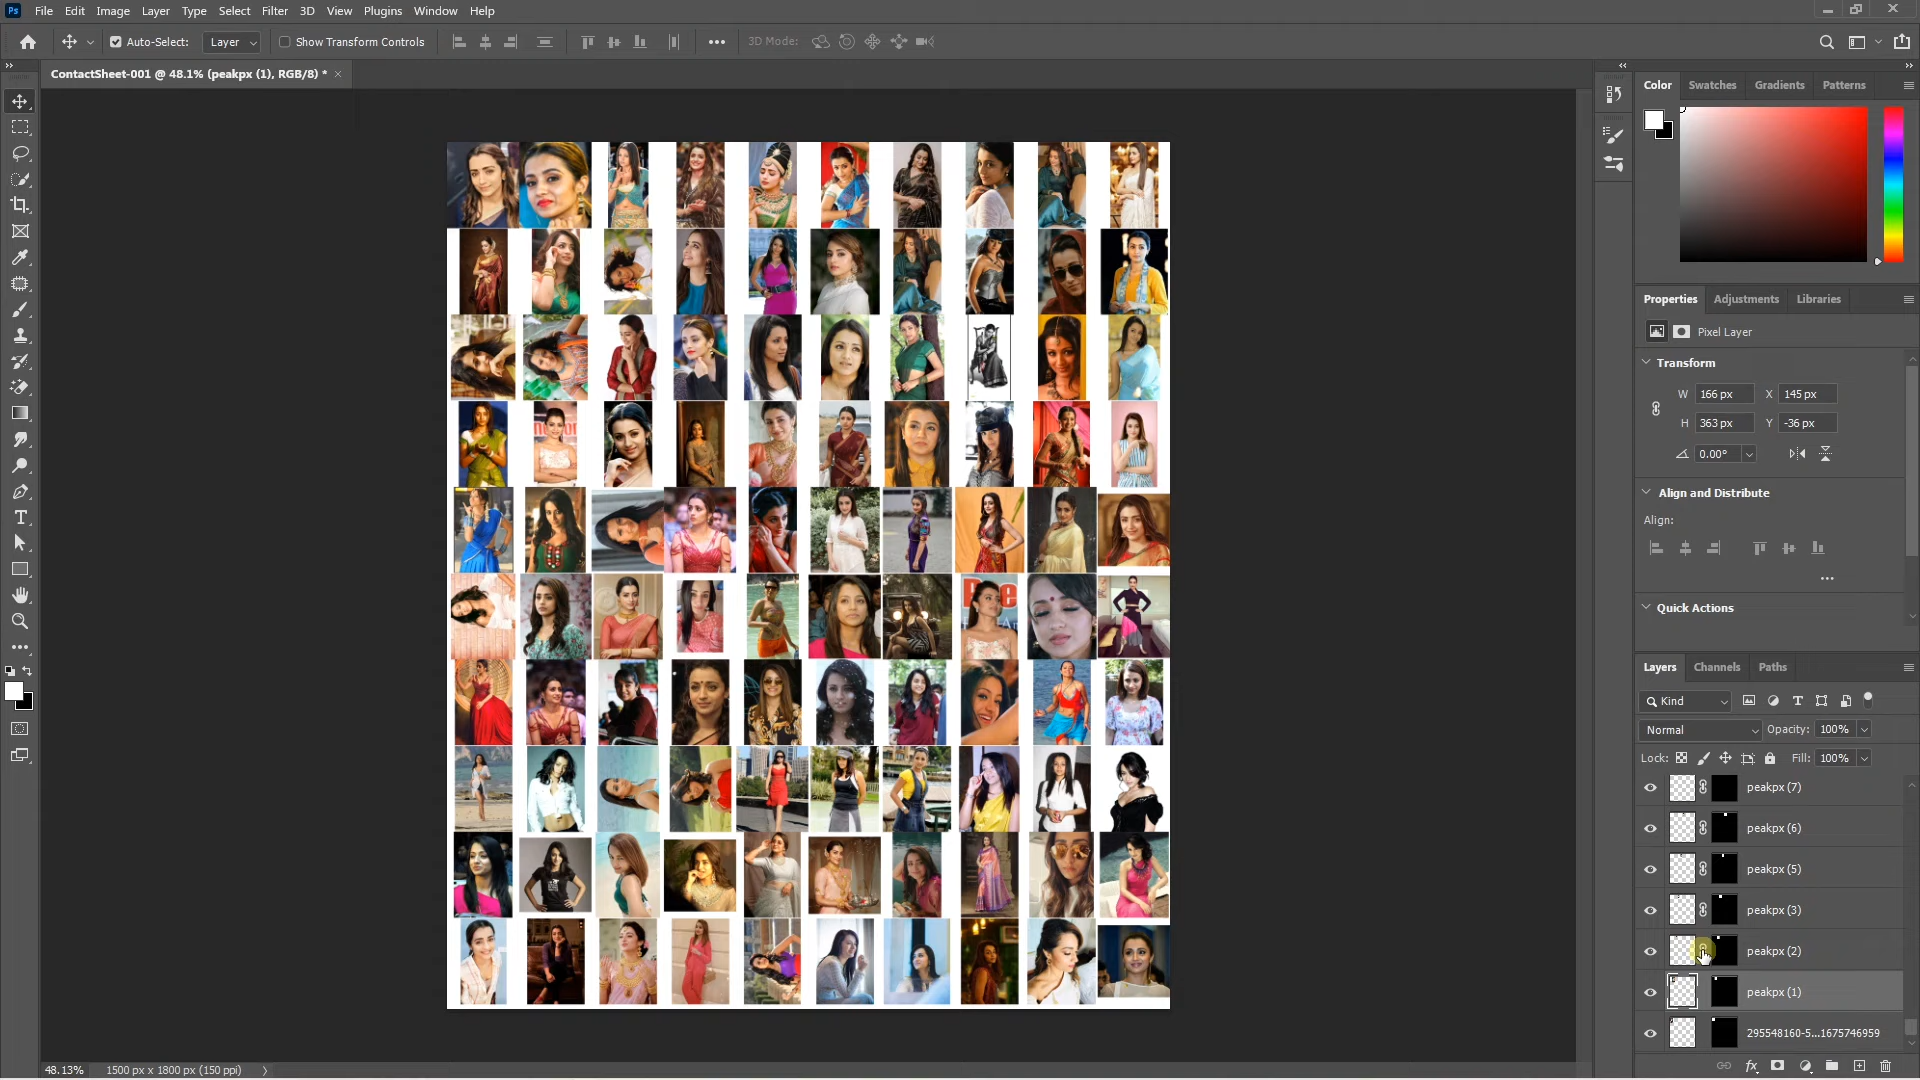 Ps File Edit Image Layer Type Select Filter 3D View Plugins Window Help
Auto-Select: Layer Show Transform Controls 3D Mode:
ContactSheet-001 @ 48.1% (peakpx (1), RGB/8) * ×
Color Swatches Gradients Patterns
Properties Adjustments Libraries
Pixel Layer
Transform
W 166 px X 145 px
H 363 px Y -36 px
0.00°
Align and Distribute
Align:
Quick Actions
Layers Channels Paths
Kind
Normal Opacity: 100%
Lock: Fill: 100%
peakpx (7)
peakpx (6)
peakpx (5)
peakpx (3)
peakpx (2)
peakpx (1)
295548160-5...1675746959
48.13% 1500 px x 1800 px (150 ppi)